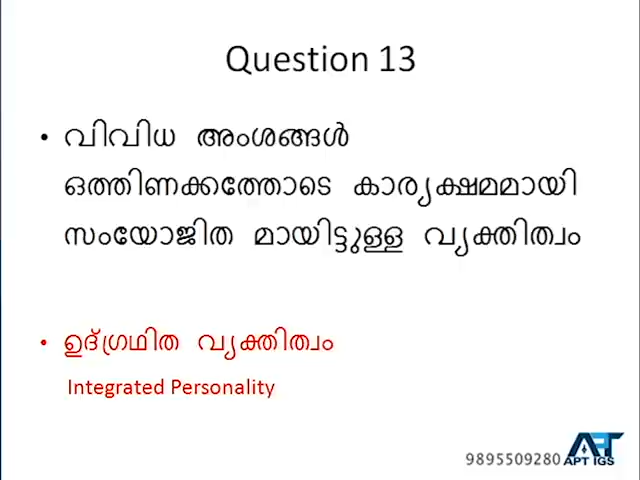 Question 13
• വിവിധ അംശങ്ങൾ
ഒത്തിണക്കത്തോടെ കാര്യക്ഷമമായി
സംയോജിത മായിട്ടുള്ള വ്യക്തിത്വം
• ഉദ്ഗ്രഥിത വ്യക്തിത്വം
Integrated Personality
9895509280 APT IGS